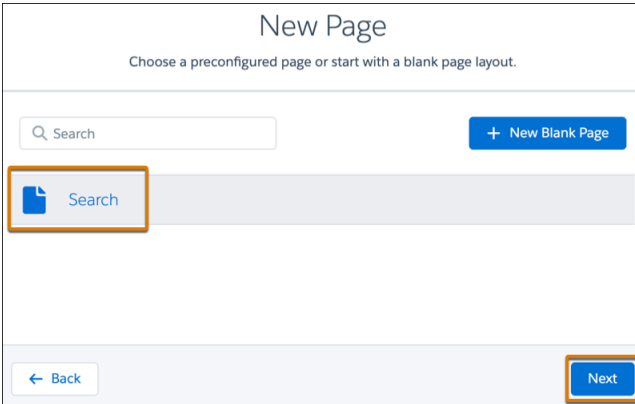 New Page
Choose a preconfigured page or start with a blank page layout.
Search
+ New Blank Page
Search
← Back
Next